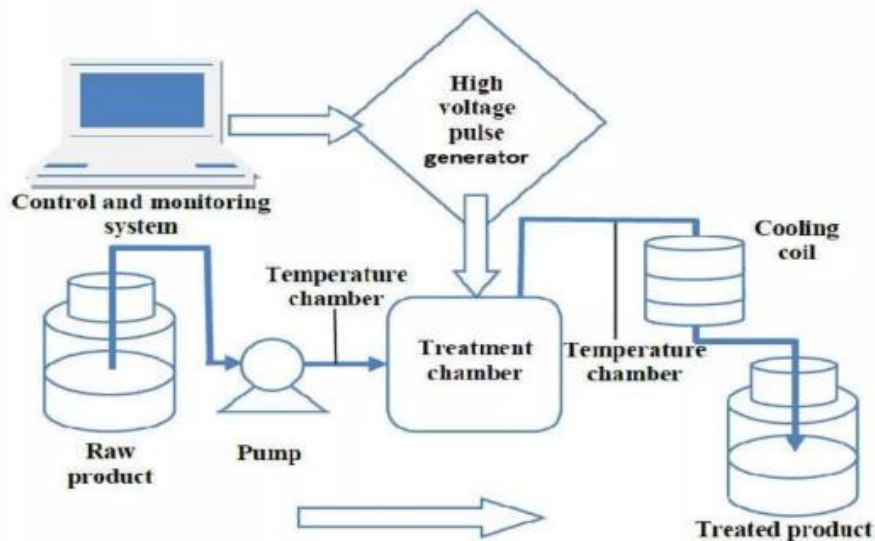 High
voltage
pulse
generator
Control and monitoring
system
Cooling
coil
Temperature
chamber
Treatment
chamber
Temperature
chamber
Raw
product
Pump
Treated product